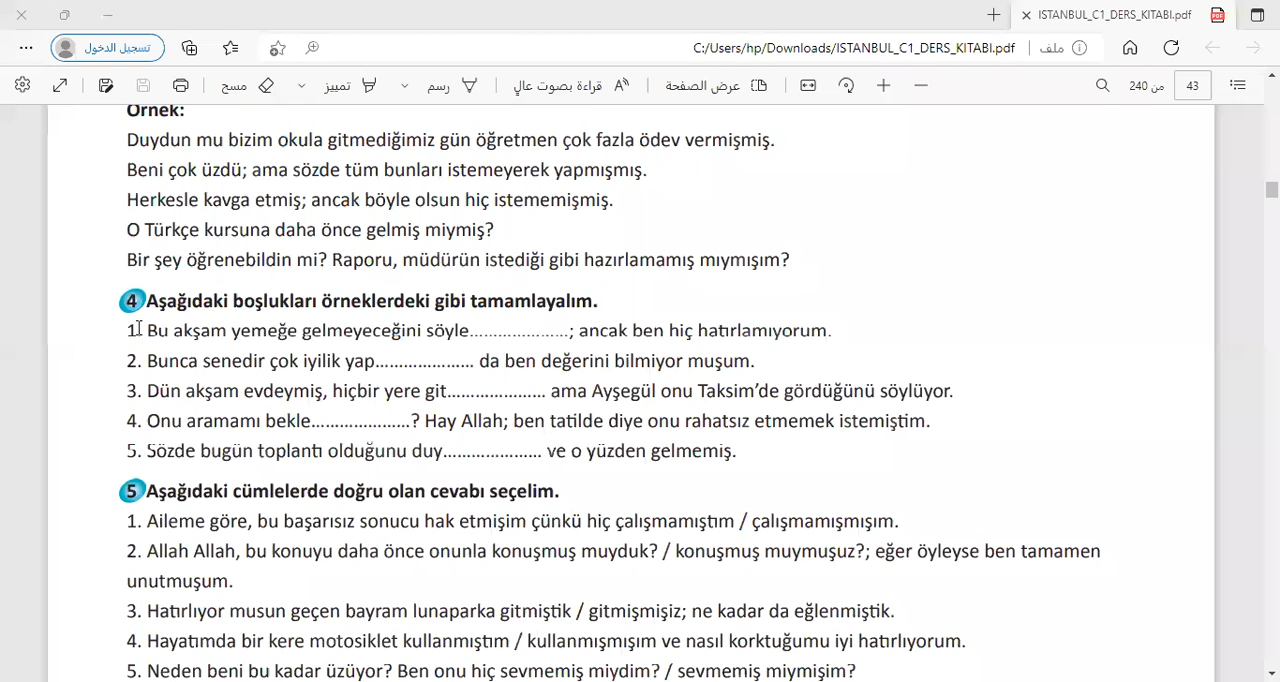 ISTANBUL_C1_DERS_KITABI.pdf
تسجيل الدخول
C:/Users/hp/Downloads/ISTANBUL_C1_DERS_KITABI.pdf
ملف
مسح
تمييز
رسم
قراءة بصوت عالٍ
عرض الصفحة
من 240
43
Örnek:
Duydun mu bizim okula gitmediğimiz gün öğretmen çok fazla ödev vermişmiş.
Beni çok üzdü; ama sözde tüm bunları istemeyerek yapmışmış.
Herkesle kavga etmiş; ancak böyle olsun hiç istememişmiş.
O Türkçe kursuna daha önce gelmiş miymiş?
Bir şey öğrenebildin mi? Raporu, müdürün istediği gibi hazırlamamış mıymışım?
4 Aşağıdaki boşlukları örneklerdeki gibi tamamlayalım.
1. Bu akşam yemeğe gelmeyeceğini söyle....................; ancak ben hiç hatırlamıyorum.
2. Bunca senedir çok iyilik yap.................... da ben değerini bilmiyor muşum.
3. Dün akşam evdeymiş, hiçbir yere git.................... ama Ayşegül onu Taksim’de gördüğünü söylüyor.
4. Onu aramamı bekle....................? Hay Allah; ben tatilde diye onu rahatsız etmemek istemiştim.
5. Sözde bugün toplantı olduğunu duy.................... ve o yüzden gelmemiş.
5 Aşağıdaki cümlelerde doğru olan cevabı seçelim.
1. Aileme göre, bu başarısız sonucu hak etmişim çünkü hiç çalışmamıştım / çalışmamışmışım.
2. Allah Allah, bu konuyu daha önce onunla konuşmuş muyduk? / konuşmuş muymuşuz?; eğer öyleyse ben tamamen
unutmuşum.
3. Hatırlıyor musun geçen bayram lunaparka gitmiştik / gitmişmişiz; ne kadar da eğlenmiştik.
4. Hayatımda bir kere motosiklet kullanmıştım / kullanmışmışım ve nasıl korktuğumu iyi hatırlıyorum.
5. Neden beni bu kadar üzüyor? Ben onu hiç sevmemiş miydim? / sevmemiş miymişim?